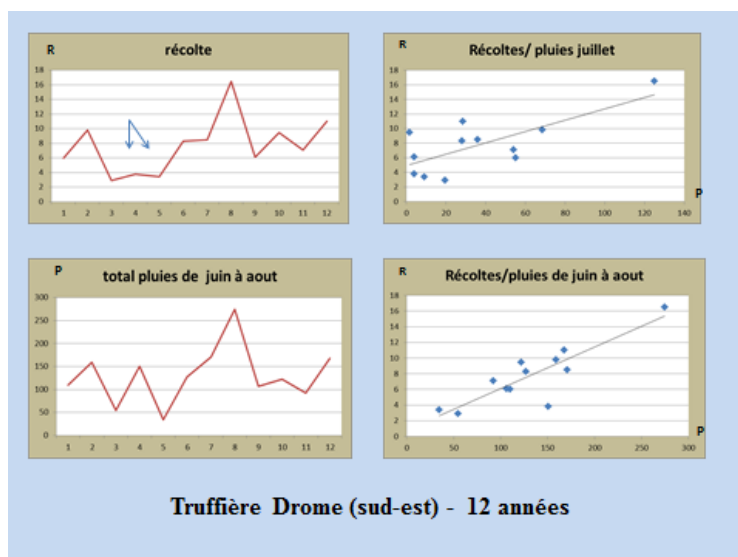 R
récolte
18
16
14
12
10
8
6
4
2
0
1 2 3 4 5 6 7 8 9 10 11 12
R
Récoltes/ pluies juillet
18
16
14
12
10
8
6
4
2
0
0 20 40 60 80 100 120 140
P
P
total pluies de juin à aout
300
250
200
150
100
50
0
1 2 3 4 5 6 7 8 9 10 11 12
R
Récoltes/pluies de juin à aout
18
16
14
12
10
8
6
4
2
0
0 50 100 150 200 250 300
P
Truffière Drome (sud-est) - 12 années